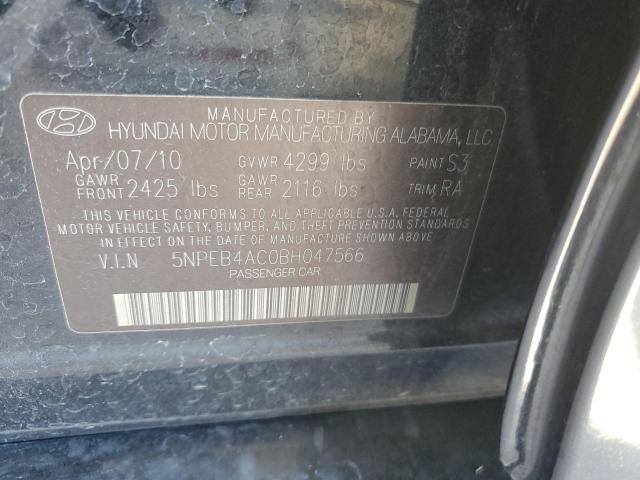 MANUFACTURED BY
HYUNDAI MOTOR MANUFACTURING ALABAMA, LLC
Apr/07/10 GVWR 4299 lbs PAINT S3
GAWR FRONT 2425 lbs GAWR REAR 2116 lbs TRIM RA
THIS VEHICLE CONFORMS TO ALL APPLICABLE U.S.A. FEDERAL
MOTOR VEHICLE SAFETY, BUMPER, AND THEFT PREVENTION STANDARDS
IN EFFECT ON THE DATE OF MANUFACTURE SHOWN ABOVE.
V.I.N 5NPEB4AC0BH047566
PASSENGER CAR